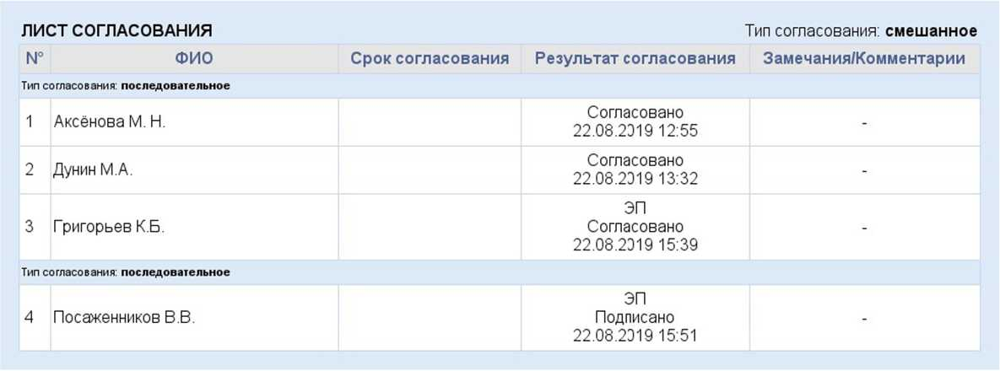 ЛИСТ СОГЛАСОВАНИЯ Тип согласования: смешанное
N° ФИО Срок согласования Результат согласования Замечания/Комментарии
Тип согласования: последовательное
1 Аксёнова М. Н. Согласовано 22.08.2019 12:55 -
2 Дунин М.А. Согласовано 22.08.2019 13:32 -
3 Григорьев К.Б. ЭП Согласовано 22.08.2019 15:39 -
Тип согласования: последовательное
4 Посаженников В.В. ЭП Подписано 22.08.2019 15:51 -